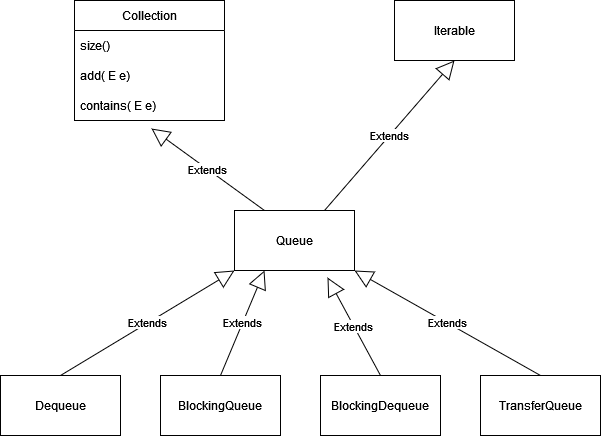 Collection
Iterable
size()
add( E e)
contains( E e)
Extends
Extends
Queue
Extends
Extends
Extends
Extends
Dequeue
BlockingQueue
BlockingDequeue
TransferQueue